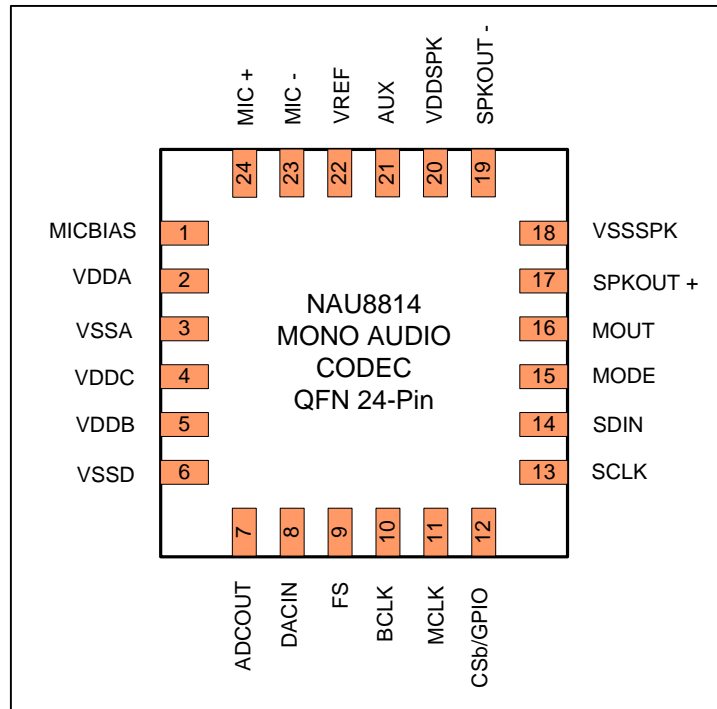 MIC +
MIC -
VREF
AUX
VDDSPK
SPKOUT -
24
23
22
21
20
19
MICBIAS
1
VDDA
2
VSSA
3
VDDC
4
VDDB
5
VSSD
6
NAU8814
MONO AUDIO
CODEC
QFN 24-Pin
18
VSSSPK
17
SPKOUT +
16
MOUT
15
MODE
14
SDIN
13
SCLK
7
8
9
10
11
12
ADCOUT
DACIN
FS
BCLK
MCLK
CSb/GPIO